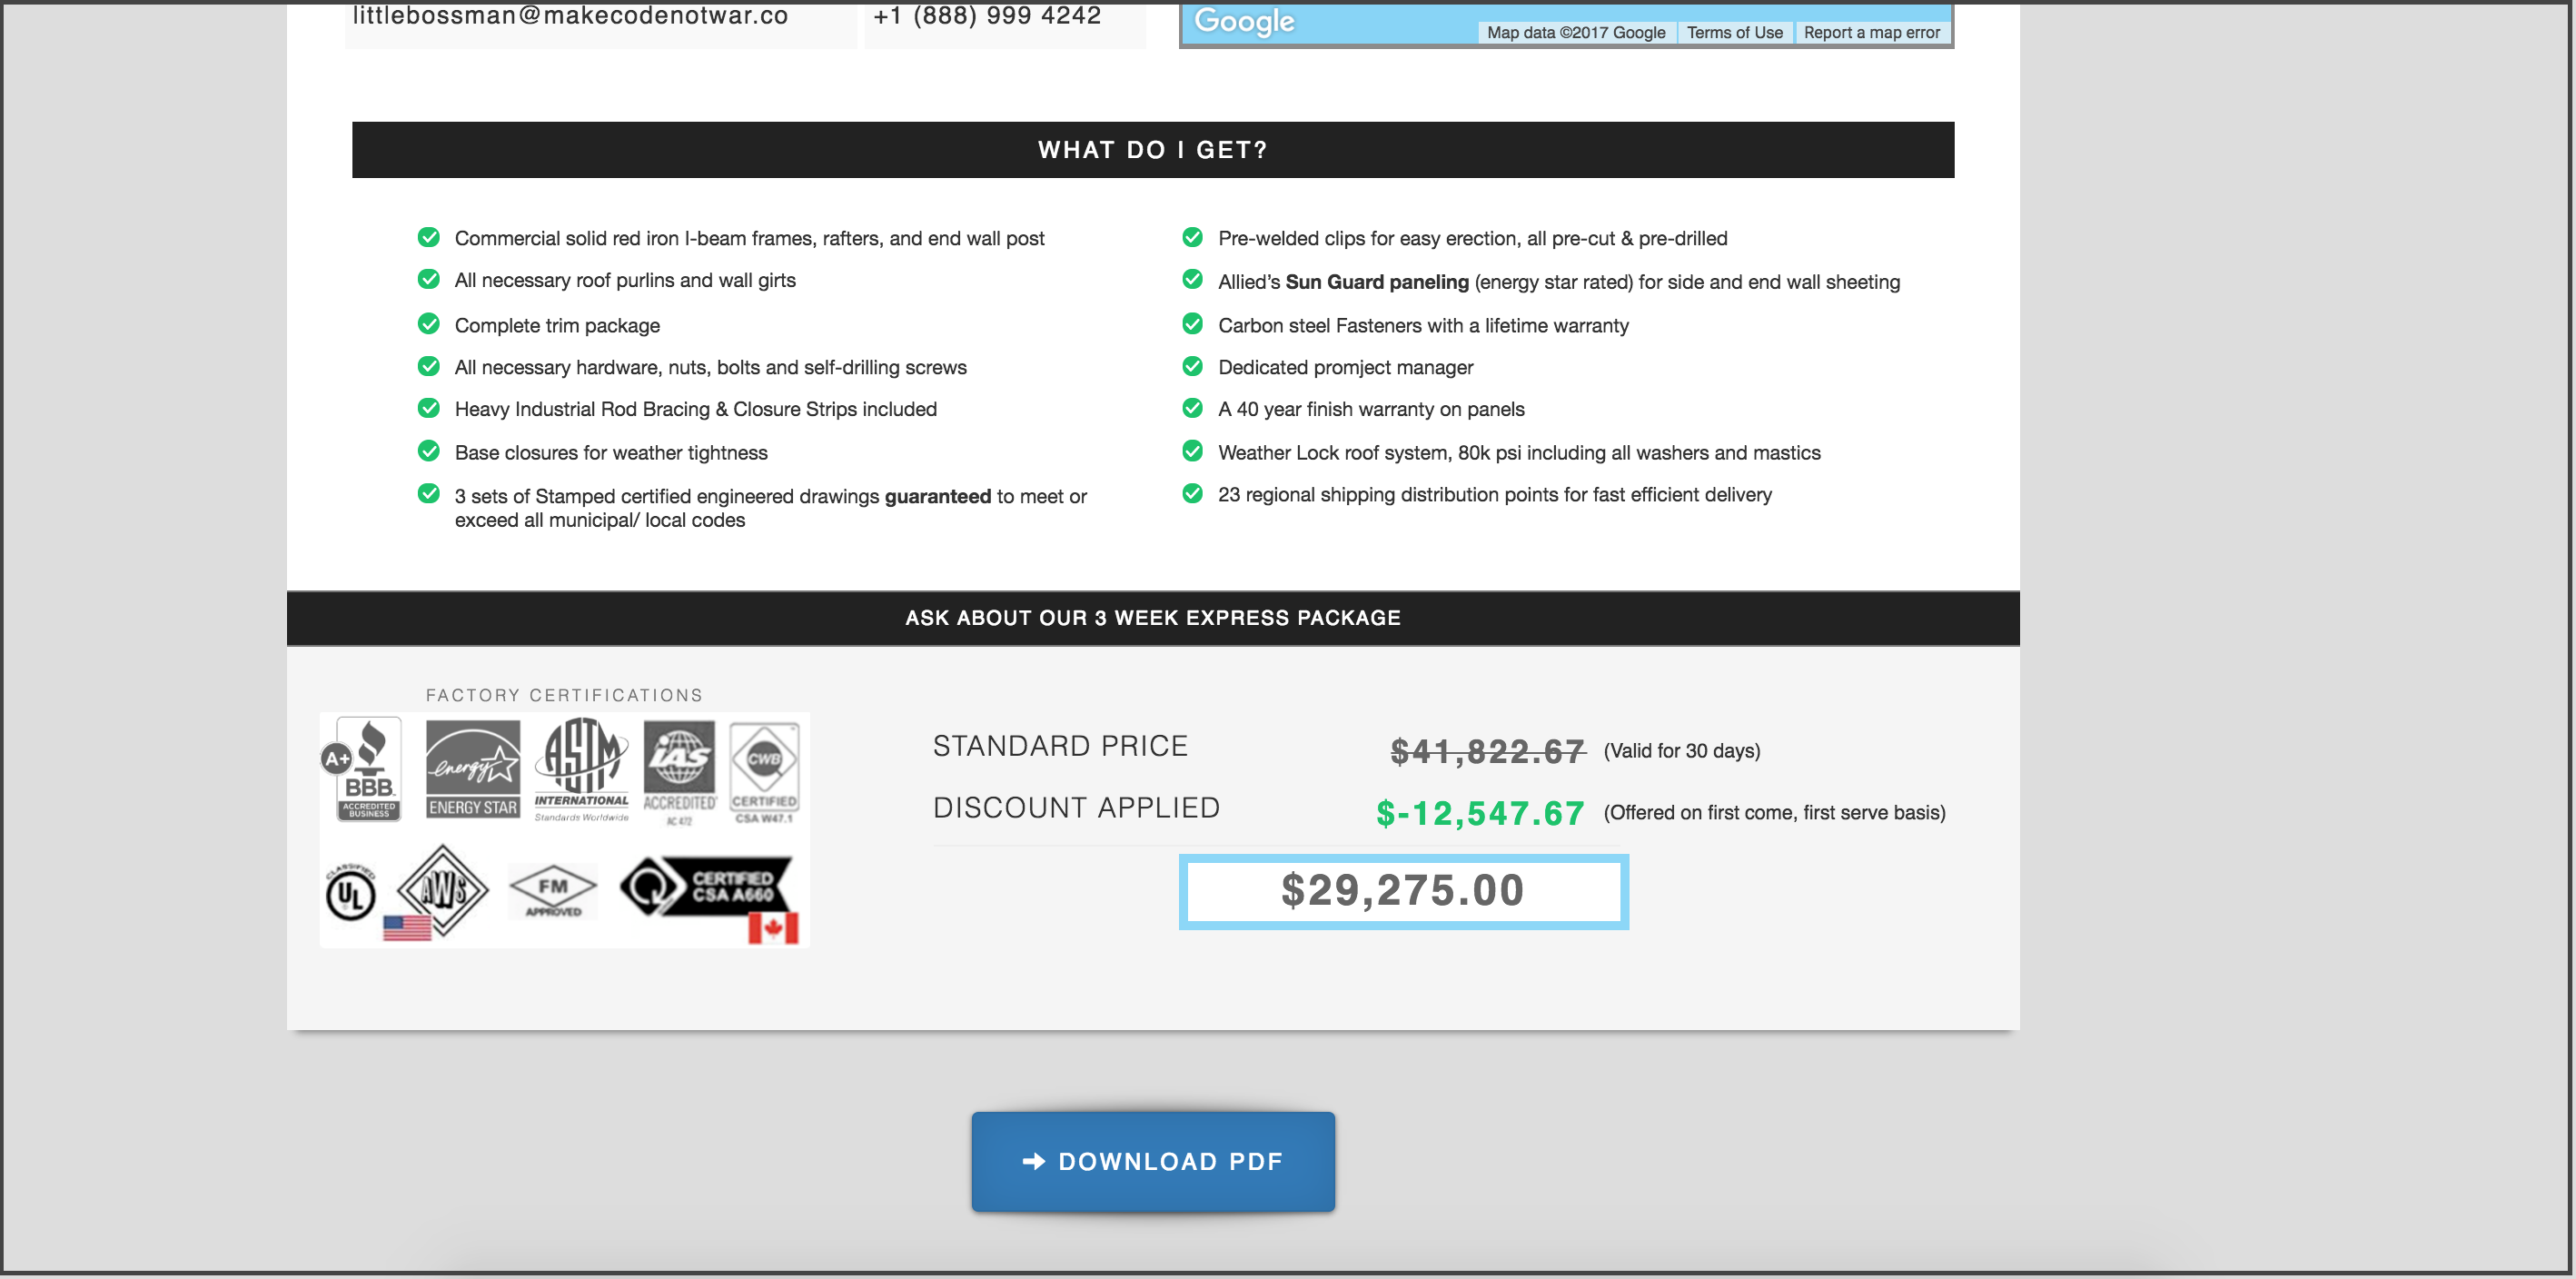 littlebossman@makecodenotwar.co
+1 (888) 999 4242
Google
Map data ©2017 Google
Terms of Use
Report a map error
WHAT DO I GET?
Commercial solid red iron I-beam frames, rafters, and end wall post
All necessary roof purlins and wall girts
Complete trim package
All necessary hardware, nuts, bolts and self-drilling screws
Heavy Industrial Rod Bracing & Closure Strips included
Base closures for weather tightness
3 sets of Stamped certified engineered drawings guaranteed to meet or
exceed all municipal/ local codes
Pre-welded clips for easy erection, all pre-cut & pre-drilled
Allied’s Sun Guard paneling (energy star rated) for side and end wall sheeting
Carbon steel Fasteners with a lifetime warranty
Dedicated promject manager
A 40 year finish warranty on panels
Weather Lock roof system, 80k psi including all washers and mastics
23 regional shipping distribution points for fast efficient delivery
ASK ABOUT OUR 3 WEEK EXPRESS PACKAGE
FACTORY CERTIFICATIONS
A+
BBB
ACCREDITED
BUSINESS
energy
ENERGY STAR
ASTM
INTERNATIONAL
Standards Worldwide
iAS
ACCREDITED
AC 472
CWB
CERTIFIED
CSA W47.1
CLASSIFIED
UL
AWS
FM
APPROVED
CERTIFIED
CSA A660
STANDARD PRICE
$41,822.67 (Valid for 30 days)
DISCOUNT APPLIED
$-12,547.67 (Offered on first come, first serve basis)
$29,275.00
DOWNLOAD PDF